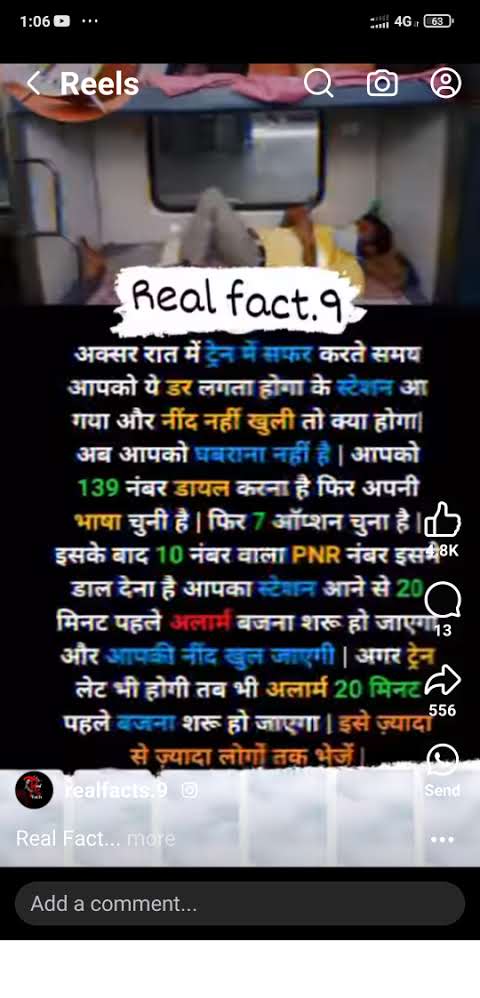 1:06
4G
63
Reels
Real fact.9
अक्सर रात में ट्रेन में सफर करते समय
आपको ये डर लगता होगा के स्टेशन आ
गया और नींद नहीं खुली तो क्या होगा|
अब आपको घबराना नहीं है | आपको
139 नंबर डायल करना है फिर अपनी
भाषा चुनी है | फिर 7 ऑप्शन चुना है |
इसके बाद 10 नंबर वाला PNR नंबर इसमें
डाल देना है आपका स्टेशन आने से 20
मिनट पहले अलार्म बजना शरू हो जाएगा
और आपकी नींद खुल जाएगी | अगर ट्रेन
लेट भी होगी तब भी अलार्म 20 मिनट
पहले बजना शरू हो जाएगा | इसे ज़्यादा
से ज़्यादा लोगों तक भेजें |
4.8K
13
556
Send
realfacts.9
Real Fact... more
Add a comment...